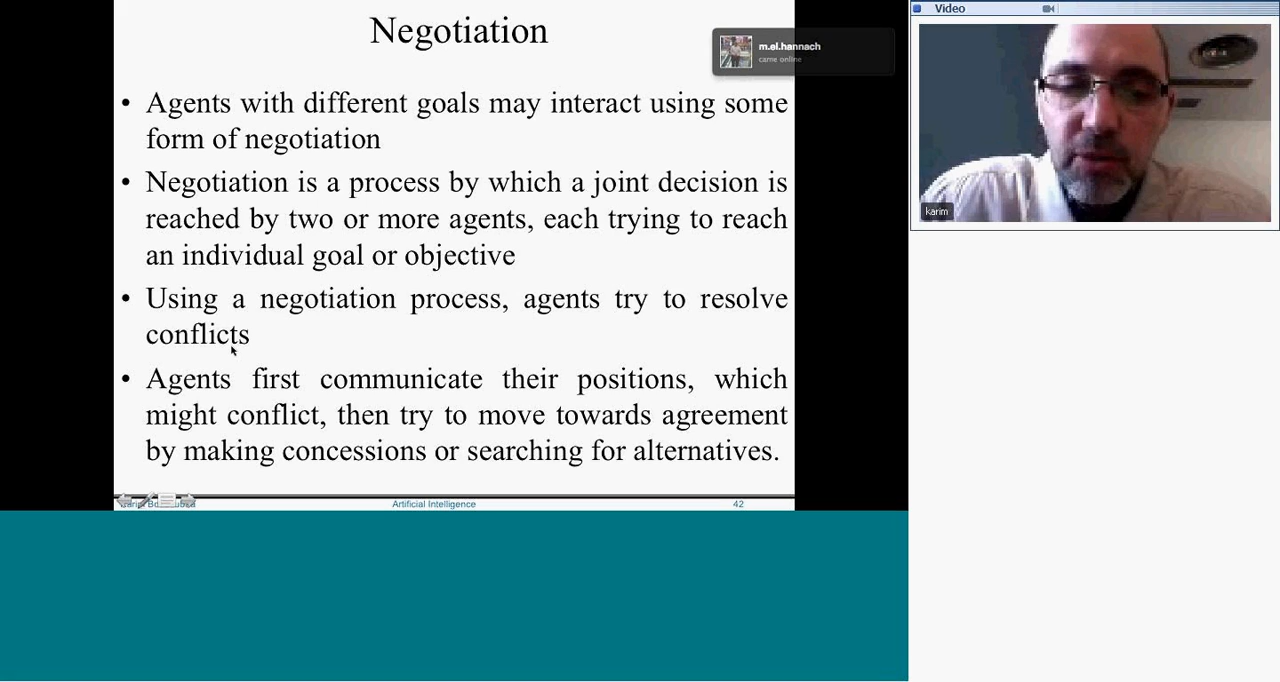 Negotiation
m.el.hannach
came online
• Agents with different goals may interact using some
form of negotiation
• Negotiation is a process by which a joint decision is
reached by two or more agents, each trying to reach
an individual goal or objective
• Using a negotiation process, agents try to resolve
conflicts
• Agents first communicate their positions, which
might conflict, then try to move towards agreement
by making concessions or searching for alternatives.
Artificial Intelligence
42
Video
karim